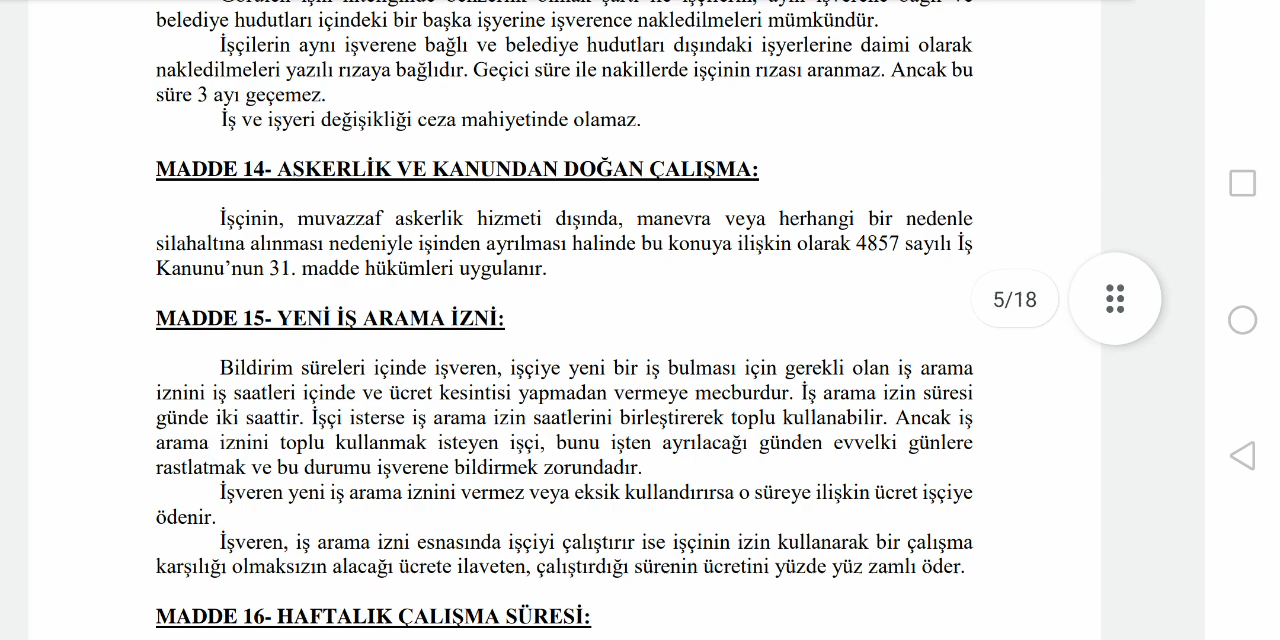 belediye hudutları içindeki bir başka işyerine işverence nakledilmeleri mümkündür.
İşçilerin aynı işverene bağlı ve belediye hudutları dışındaki işyerlerine daimi olarak
nakledilmeleri yazılı rızaya bağlıdır. Geçici süre ile nakillerde işçinin rızası aranmaz. Ancak bu
süre 3 ayı geçemez.
İş ve işyeri değişikliği ceza mahiyetinde olamaz.
MADDE 14- ASKERLİK VE KANUNDAN DOĞAN ÇALIŞMA:
İşçinin, muvazzaf askerlik hizmeti dışında, manevra veya herhangi bir nedenle
silahaltına alınması nedeniyle işinden ayrılması halinde bu konuya ilişkin olarak 4857 sayılı İş
Kanunu’nun 31. madde hükümleri uygulanır.
5/18
MADDE 15- YENİ İŞ ARAMA İZNİ:
Bildirim süreleri içinde işveren, işçiye yeni bir iş bulması için gerekli olan iş arama
iznini iş saatleri içinde ve ücret kesintisi yapmadan vermeye mecburdur. İş arama izin süresi
günde iki saattir. İşçi isterse iş arama izin saatlerini birleştirerek toplu kullanabilir. Ancak iş
arama iznini toplu kullanmak isteyen işçi, bunu işten ayrılacağı günden evvelki günlere
rastlatmak ve bu durumu işverene bildirmek zorundadır.
İşveren yeni iş arama iznini vermez veya eksik kullandırırsa o süreye ilişkin ücret işçiye
ödenir.
İşveren, iş arama izni esnasında işçiyi çalıştırır ise işçinin izin kullanarak bir çalışma
karşılığı olmaksızın alacağı ücrete ilaveten, çalıştırdığı sürenin ücretini yüzde yüz zamlı öder.
MADDE 16- HAFTALIK ÇALIŞMA SÜRESİ: